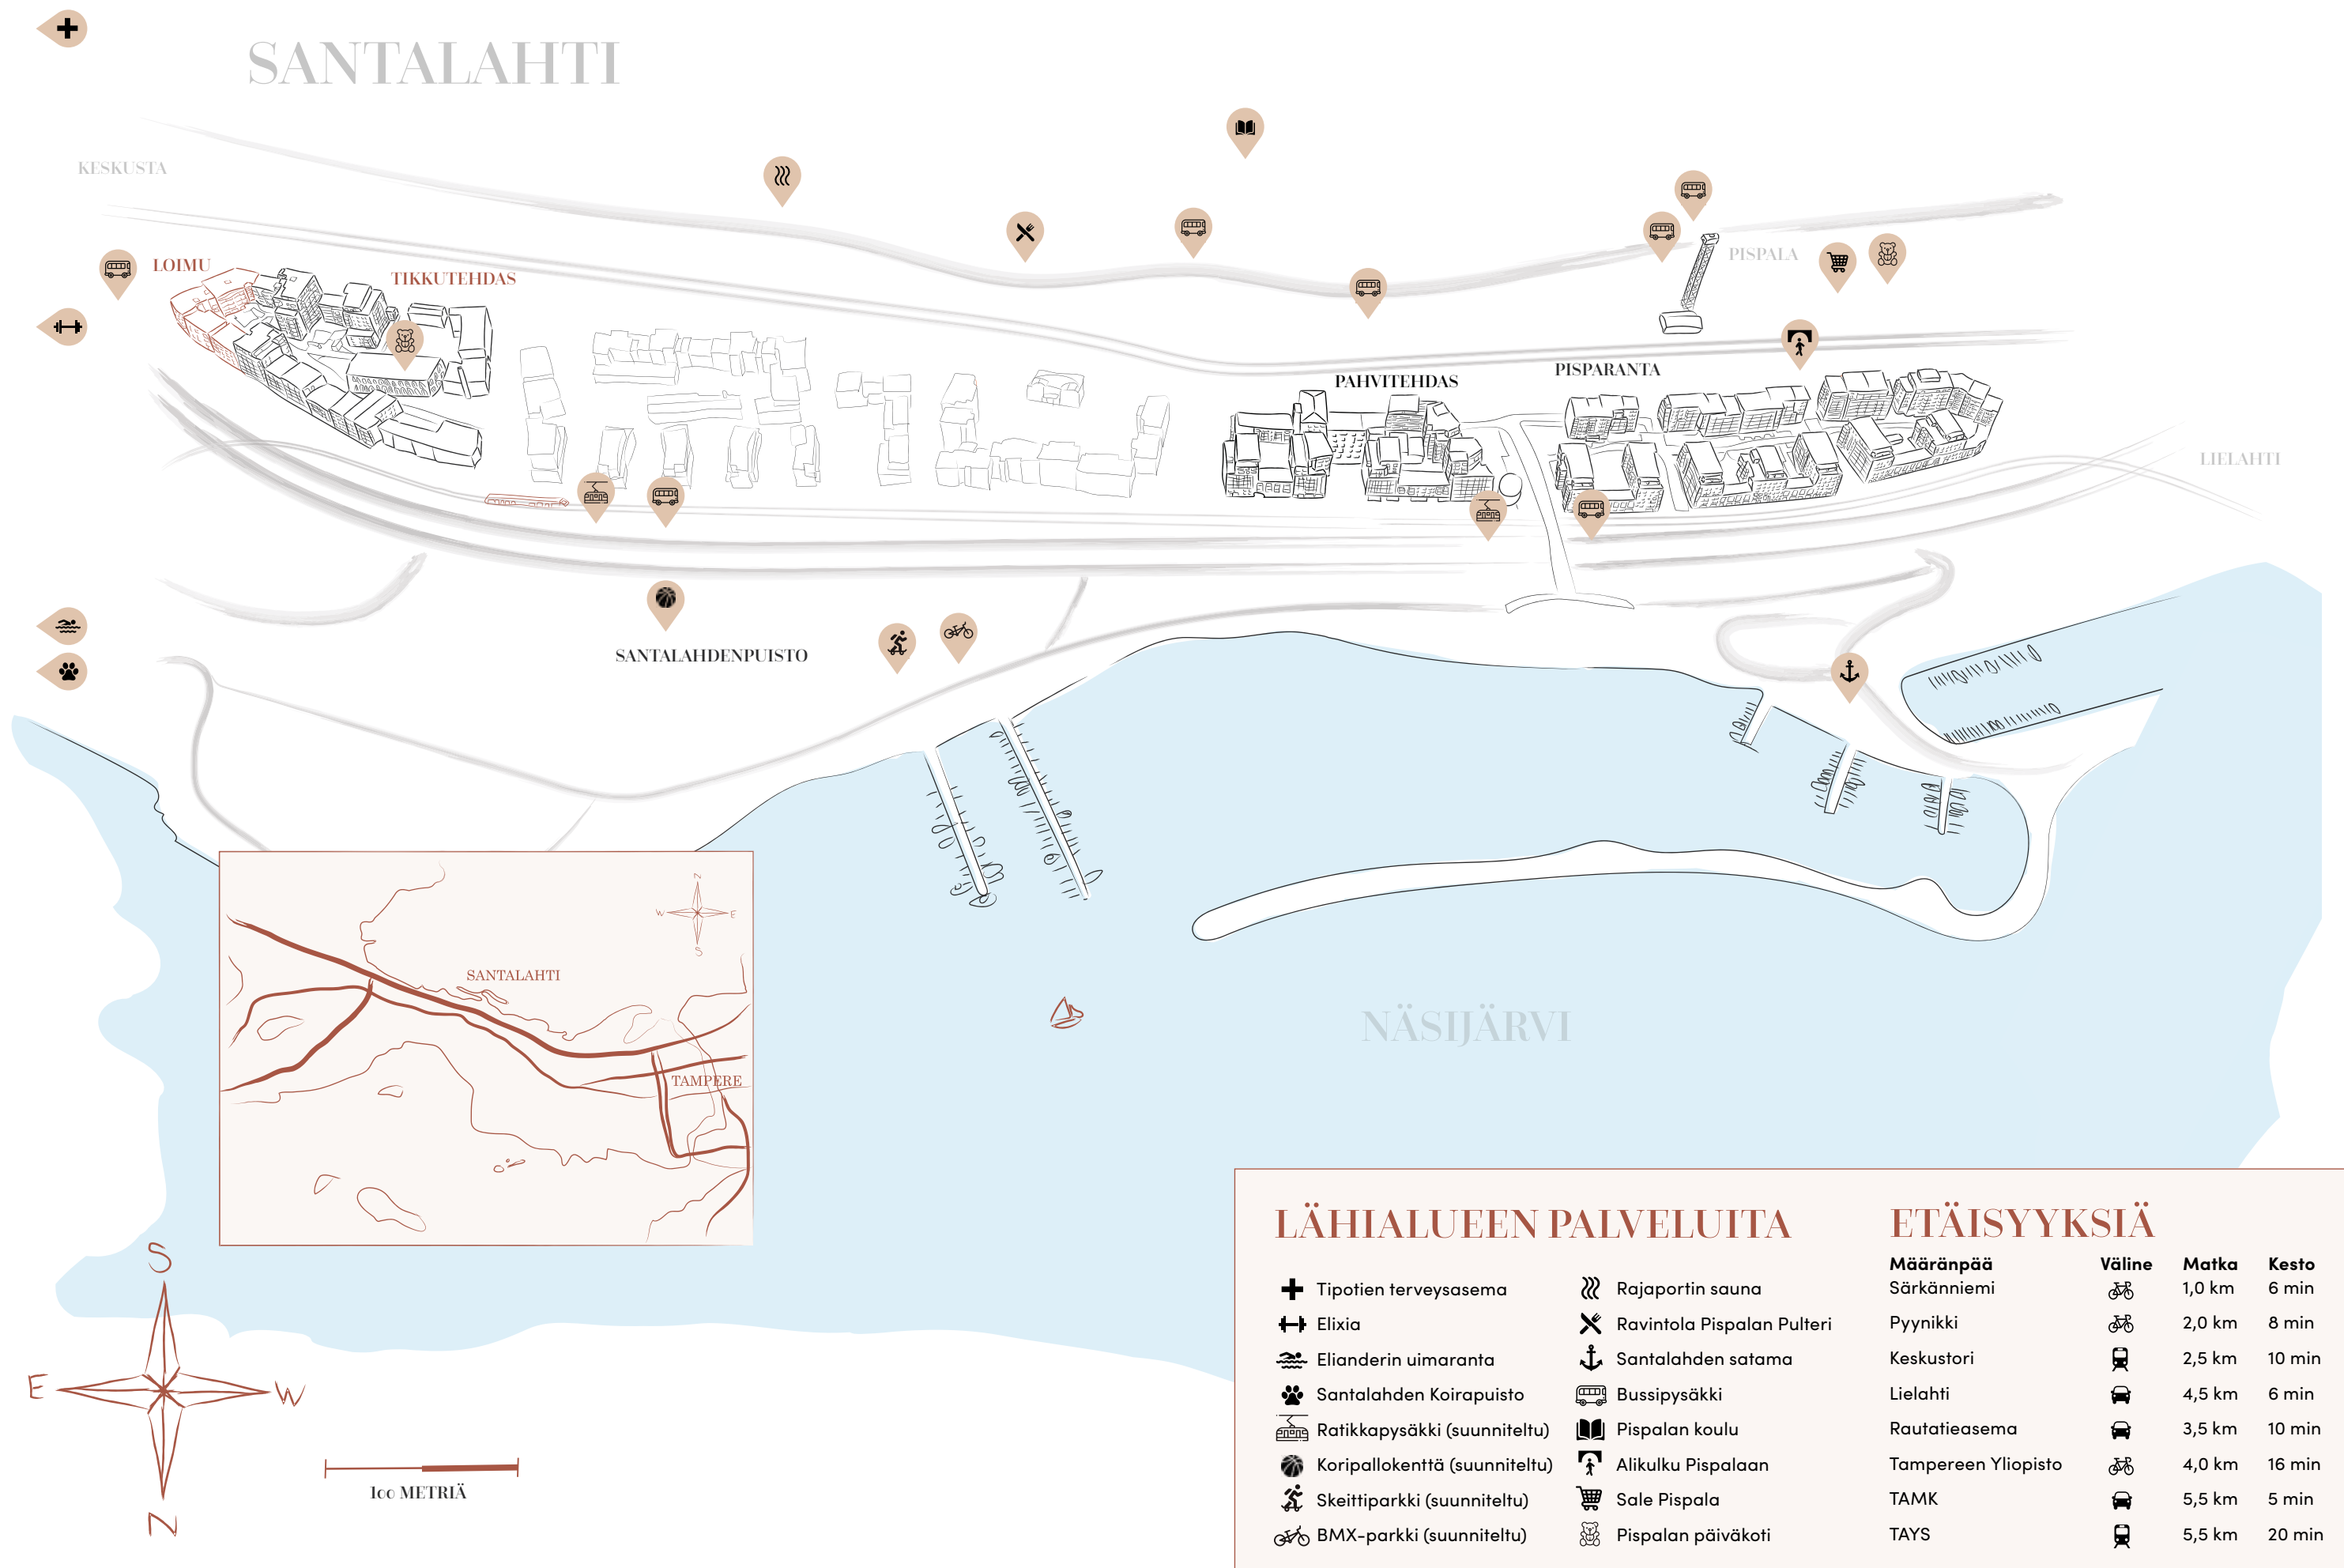 SANTALAHTI
KESKUSTA
LOIMU
TIKKUTEHDAS
PISPALA
PAHVITEHDAS
PISPARANTA
LIELAHTI
SANTALAHDENPUISTO
NÄSIJÄRVI
N
W E
S
SANTALAHTI
TAMPERE
S
E W
N
100 METRIÄ
LÄHIALUEEN PALVELUITA
Tipotien terveysasema
Elixia
Elianderin uimaranta
Santalahden Koirapuisto
Ratikkapysäkki (suunniteltu)
Koripallokenttä (suunniteltu)
Skeittiparkki (suunniteltu)
BMX-parkki (suunniteltu)
Rajaportin sauna
Ravintola Pispalan Pulteri
Santalahden satama
Bussipysäkki
Pispalan koulu
Alikulku Pispalaan
Sale Pispala
Pispalan päiväkoti
ETÄISYYKSIÄ
Määränpää Väline Matka Kesto
Särkänniemi 1,0 km 6 min
Pyynikki 2,0 km 8 min
Keskustori 2,5 km 10 min
Lielahti 4,5 km 6 min
Rautatieasema 3,5 km 10 min
Tampereen Yliopisto 4,0 km 16 min
TAMK 5,5 km 5 min
TAYS 5,5 km 20 min